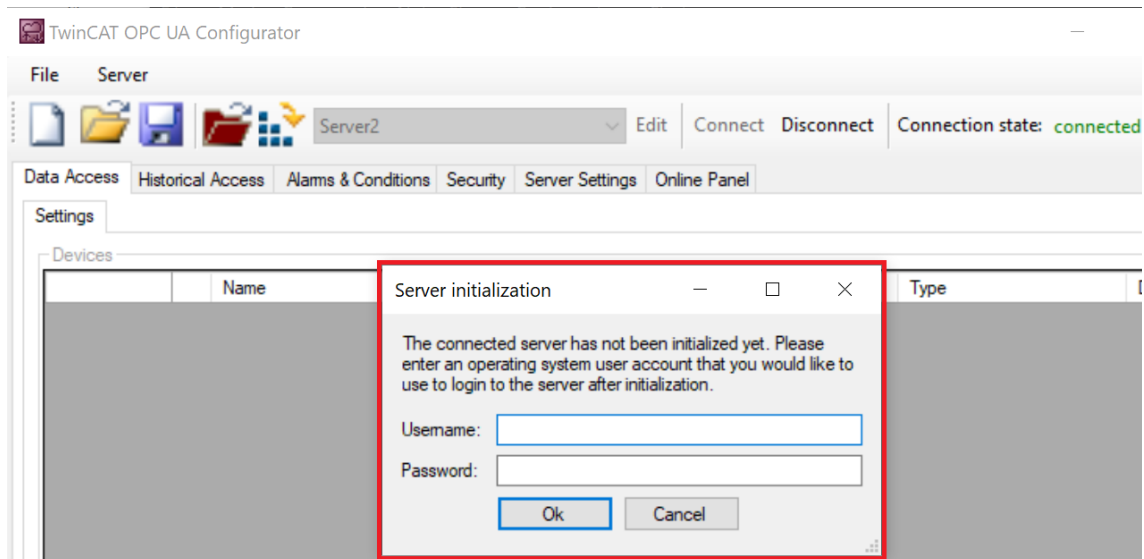 TwinCAT OPC UA Configurator
File Server
Server2 Edit Connect Disconnect Connection state: connected
Data Access Historical Access Alarms & Conditions Security Server Settings Online Panel
Settings
Devices
Name Type
Server initialization
The connected server has not been initialized yet. Please
enter an operating system user account that you would like to
use to login to the server after initialization.
Username:
Password:
Ok Cancel